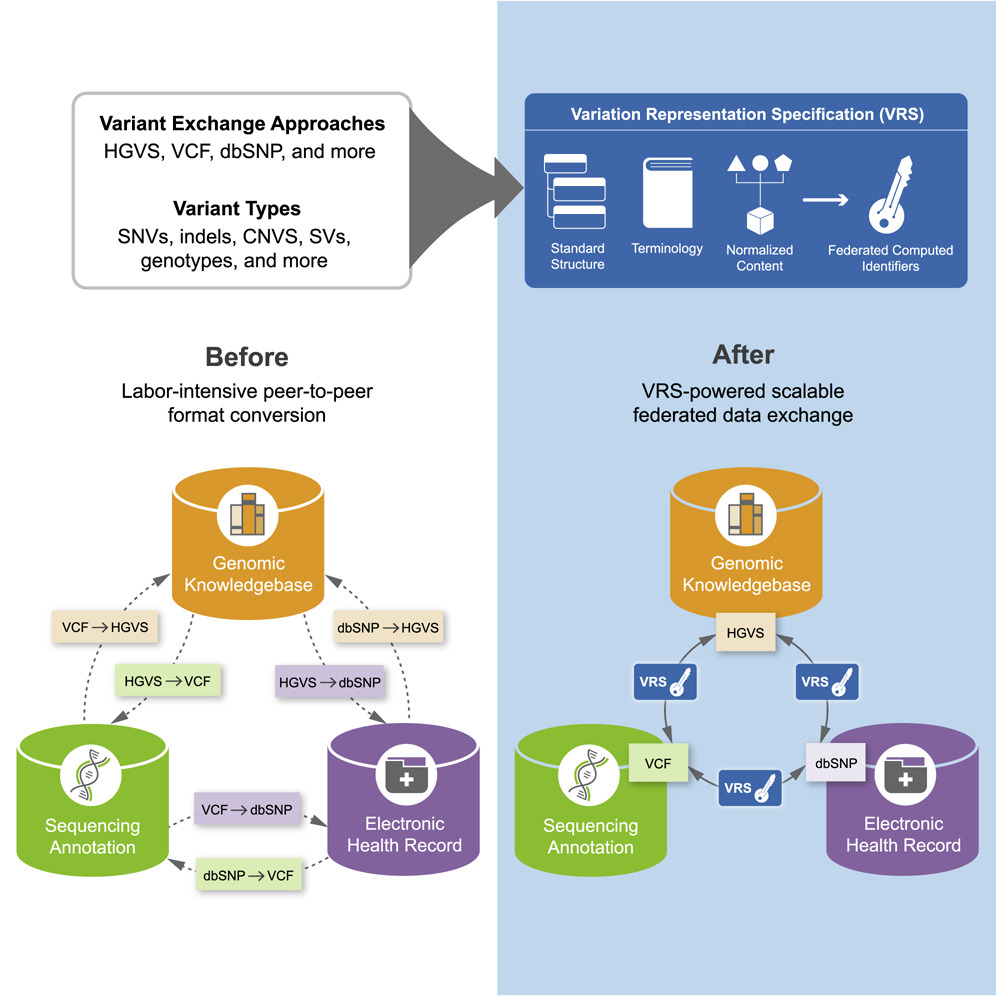 Variant Exchange Approaches
HGVS, VCF, dbSNP, and more
Variant Types
SNVs, indels, CNVS, SVs,
genotypes, and more
Variation Representation Specification (VRS)
Standard
Structure
Terminology
Normalized
Content
Federated Computed
Identifiers
Before
Labor-intensive peer-to-peer
format conversion
Genomic
Knowledgebase
VCF → HGVS
dbSNP → HGVS
HGVS → VCF
HGVS → dbSNP
VCF → dbSNP
dbSNP → VCF
Sequencing
Annotation
Electronic
Health Record
After
VRS-powered scalable
federated data exchange
Genomic
Knowledgebase
HGVS
VRS
VRS
VCF
dbSNP
VRS
Sequencing
Annotation
Electronic
Health Record